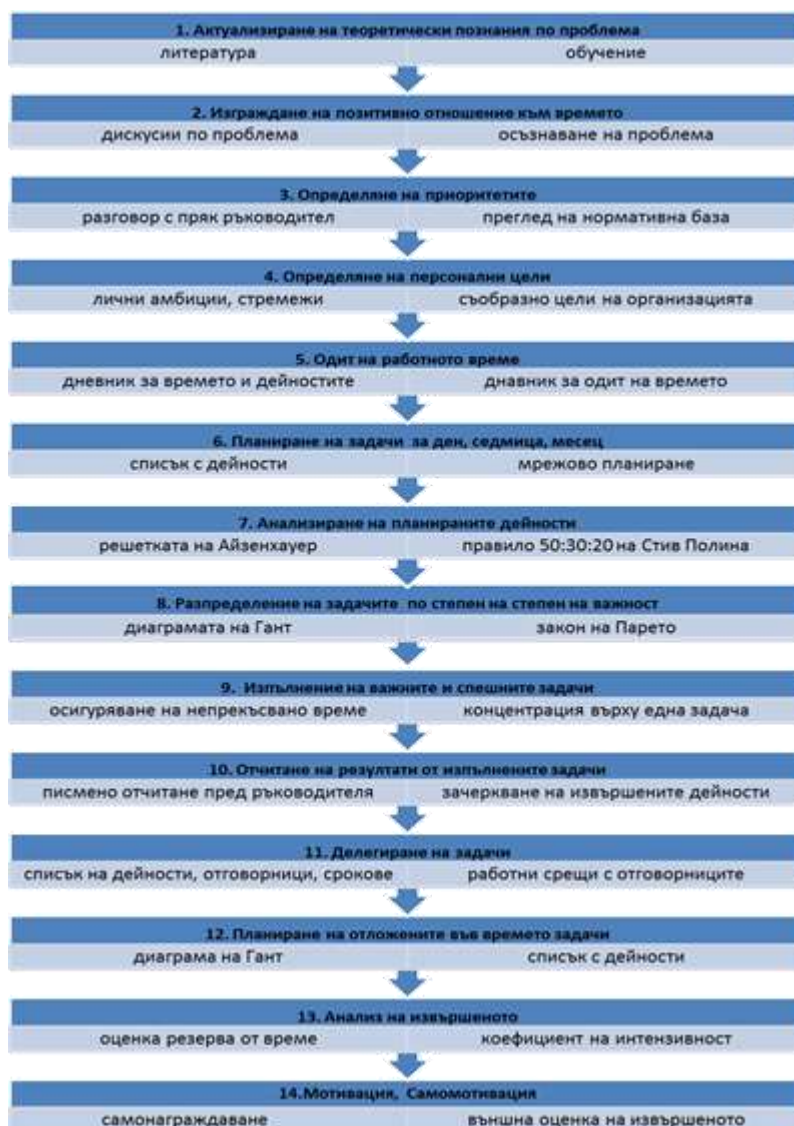 1. Актуализиране на теоретически познания по проблема
литература обучение
2. Изграждане на позитивно отношение към времето
дискусии по проблема осъзнаване на проблема
3. Определяне на приоритетите
разговор с пряк ръководител преглед на нормативна база
4. Определяне на персонални цели
лични амбиции, стремежи съобразно цели на организацията
5. Одит на работното време
дневник за времето и дейностите днавник за одит на времето
6. Планиране на задачи за ден, седмица, месец
списък с дейности мрежово планиране
7. Анализиране на планираните дейности
решетката на Айзенхауер правило 50:30:20 на Стив Полина
8. Разпределение на задачите по степен на степен на важност
диаграмата на Гант закон на Парето
9. Изпълнение на важните и спешните задачи
осигуряване на непрекъсвано време концентрация върху една задача
10. Отчитане на резултати от изпълнените задачи
писмено отчитане пред ръководителя зачеркване на извършените дейности
11. Делегиране на задачи
списък на дейности, отговорници, срокове работни срещи с отговорниците
12. Планиране на отложените във времето задачи
диаграма на Гант списък с дейности
13. Анализ на извършеното
оценка резерва от време коефициент на интензивност
14.Мотивация, Самомотивация
самонаграждаване външна оценка на извършеното